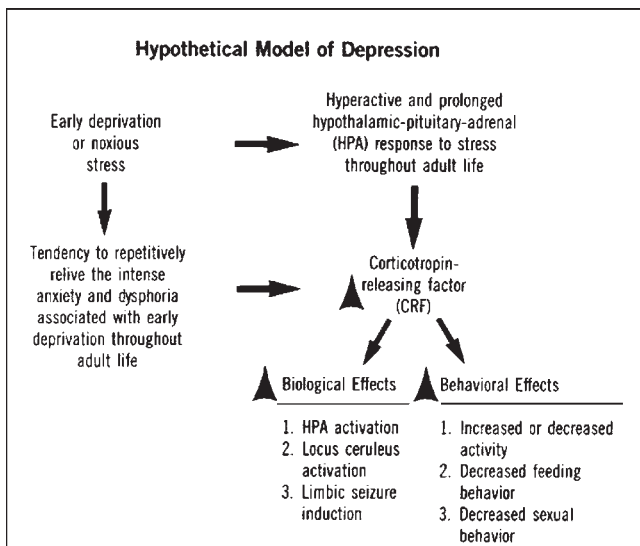 Hypothetical Model of Depression
Early deprivation
or noxious
stress
Hyperactive and prolonged
hypothalamic-pituitary-adrenal
(HPA) response to stress
throughout adult life
Tendency to repetitively
relive the intense
anxiety and dysphoria
associated with early
deprivation throughout
adult life
Corticotropin-
releasing factor
(CRF)
Biological Effects
1. HPA activation
2. Locus ceruleus
activation
3. Limbic seizure
induction
Behavioral Effects
1. Increased or decreased
activity
2. Decreased feeding
behavior
3. Decreased sexual
behavior